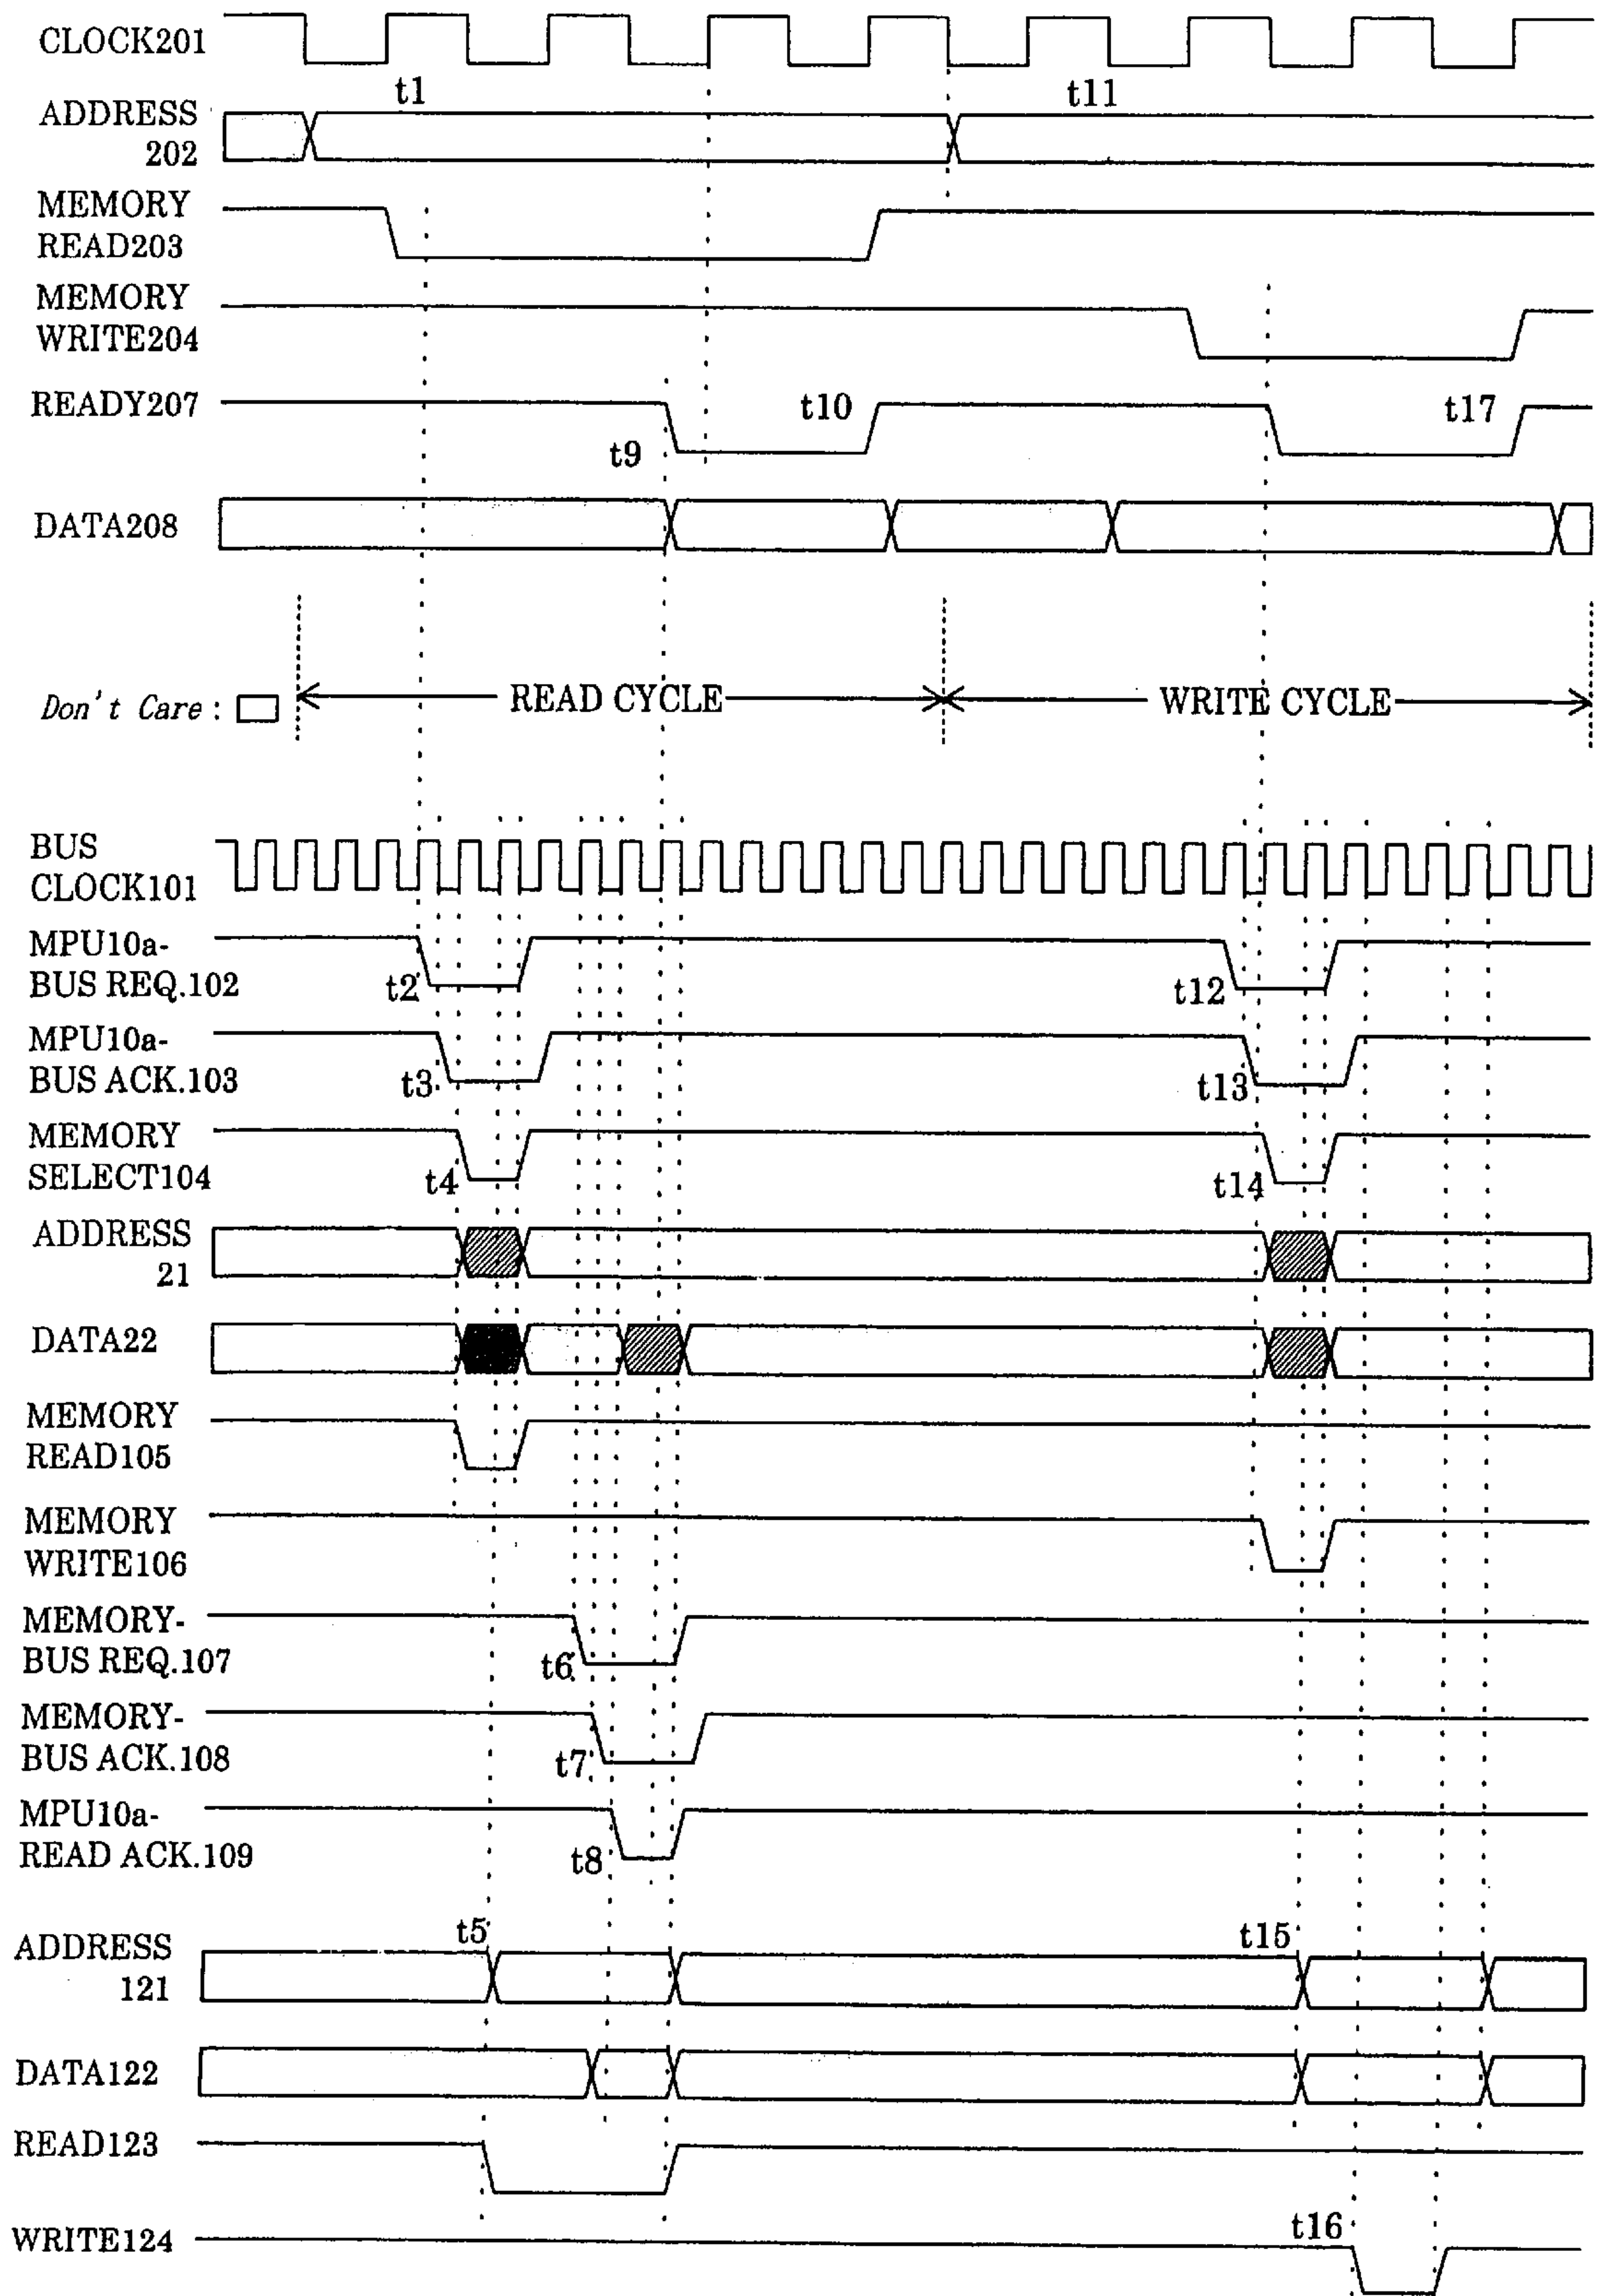 CLOCK201
t1
t11
ADDRESS
202
MEMORY
READ203
MEMORY
WRITE204
READY207
t9
t10
t17
DATA208
Don't Care :
READ CYCLE
WRITE CYCLE
BUS
CLOCK101
MPU10a-
BUS REQ.102
t2
t12
MPU10a-
BUS ACK.103
t3
t13
MEMORY
SELECT104
t4
t14
ADDRESS
21
DATA22
MEMORY
READ105
MEMORY
WRITE106
MEMORY-
BUS REQ.107
t6
MEMORY-
BUS ACK.108
t7
MPU10a-
READ ACK.109
t8
t5
t15
ADDRESS
121
DATA122
READ123
WRITE124
t16